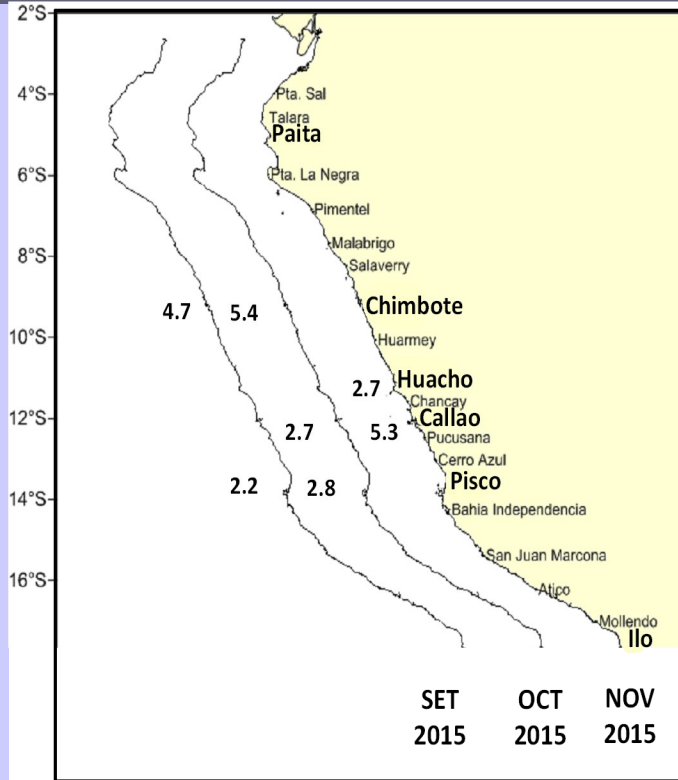 2°S
4°S
Pta. Sal
Talara
Paita
6°S
Pta. La Negra
Pimentel
Malabrigo
8°S
Salaverry
4.7 5.4 Chimbote
10°S
Huarmey
2.7 Huacho
Chancay
12°S
Callao
2.7 5.3
Pucusana
Cerro Azul
2.2 2.8 Pisco
14°S
Bahia Independencia
San Juan Marcona
16°S
Atico
Mollendo
Ilo
SET OCT NOV
2015 2015 2015